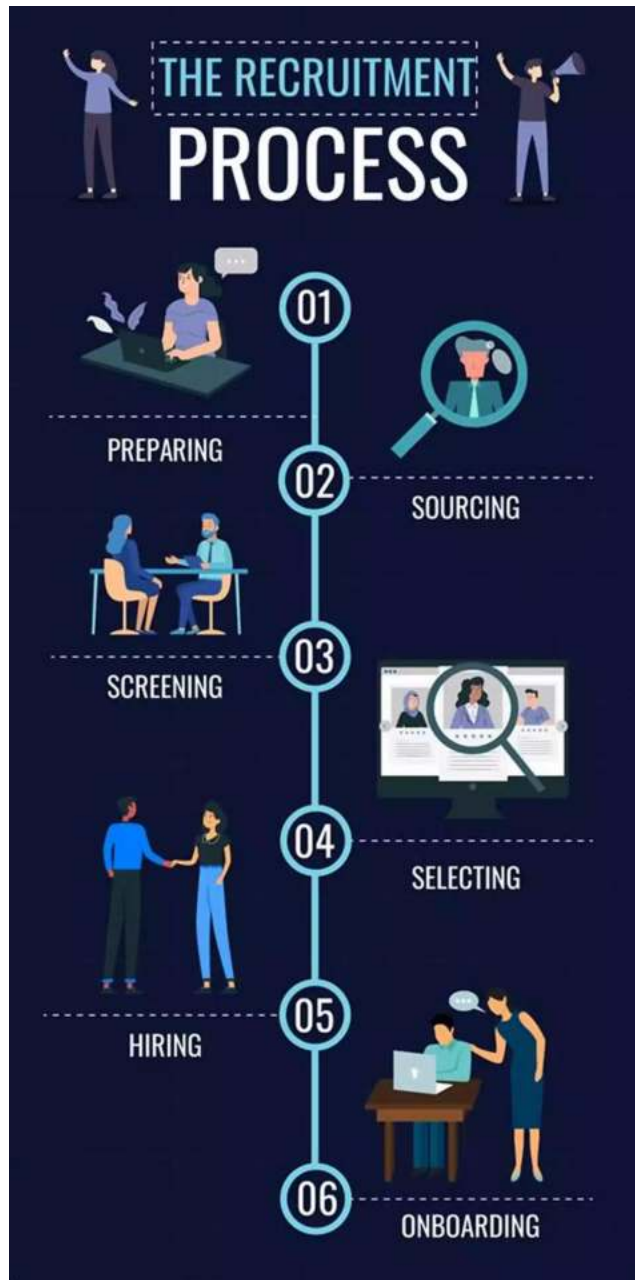 THE RECRUITMENT
PROCESS
01
PREPARING
02
SOURCING
03
SCREENING
04
SELECTING
05
HIRING
06
ONBOARDING